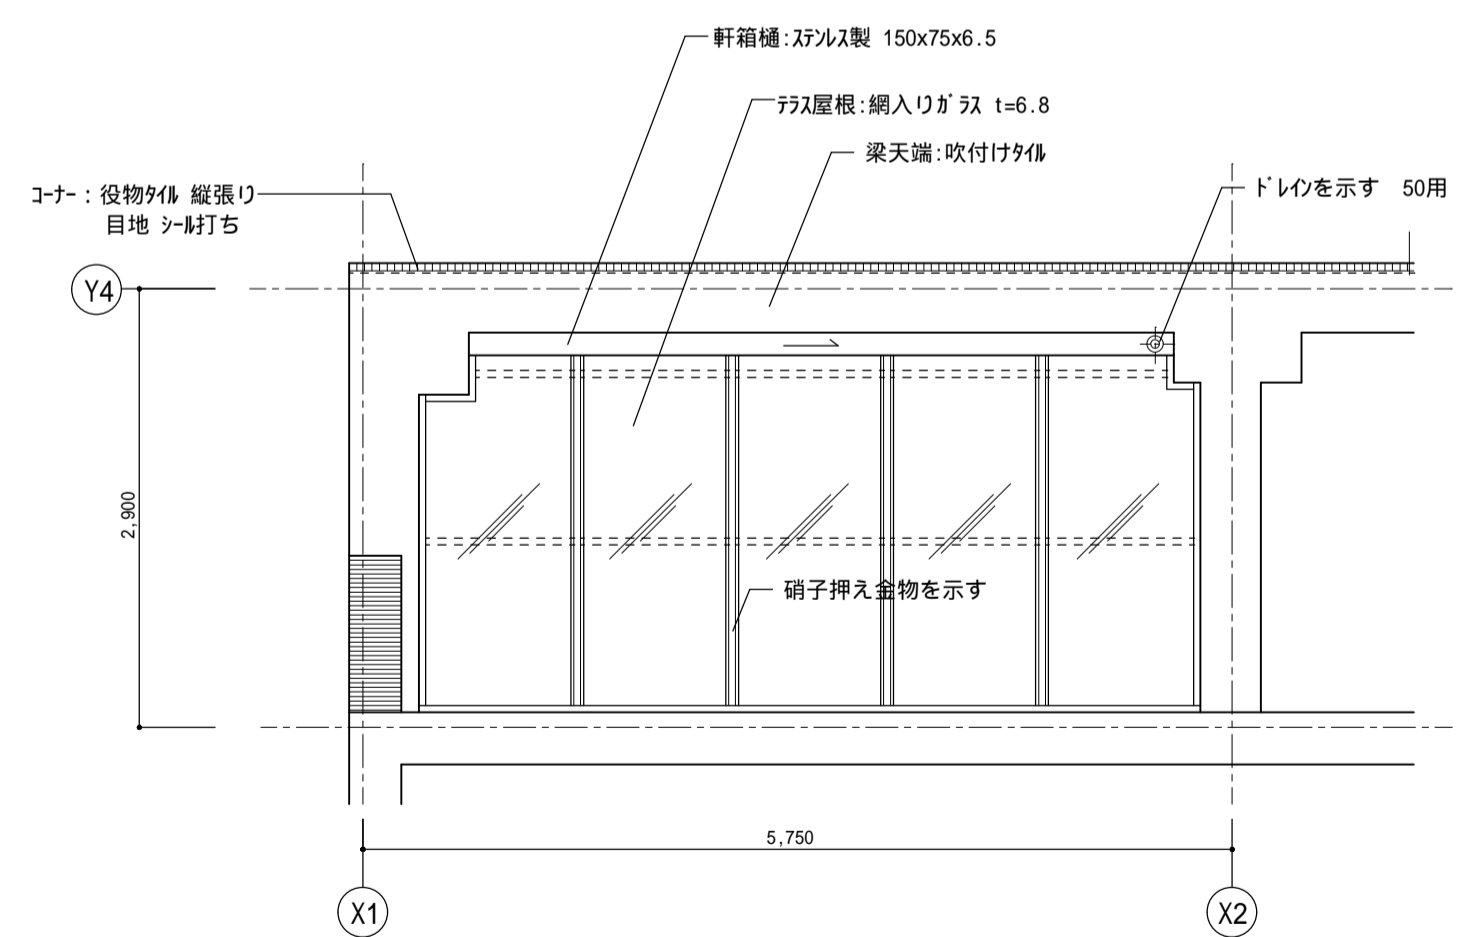 軒箱樋:ｽﾃﾝﾚｽ製 150x75x6.5
ﾃﾗｽ屋根:網入りｶﾞﾗｽ t=6.8
梁天端:吹付けﾀｲﾙ
ｺｰﾅｰ：役物ﾀｲﾙ 縦張り
目地 ｼｰﾙ打ち
ﾄﾞﾚｲﾝを示す　50用
Y4
2,900
硝子押え金物を示す
5,750
X1
X2